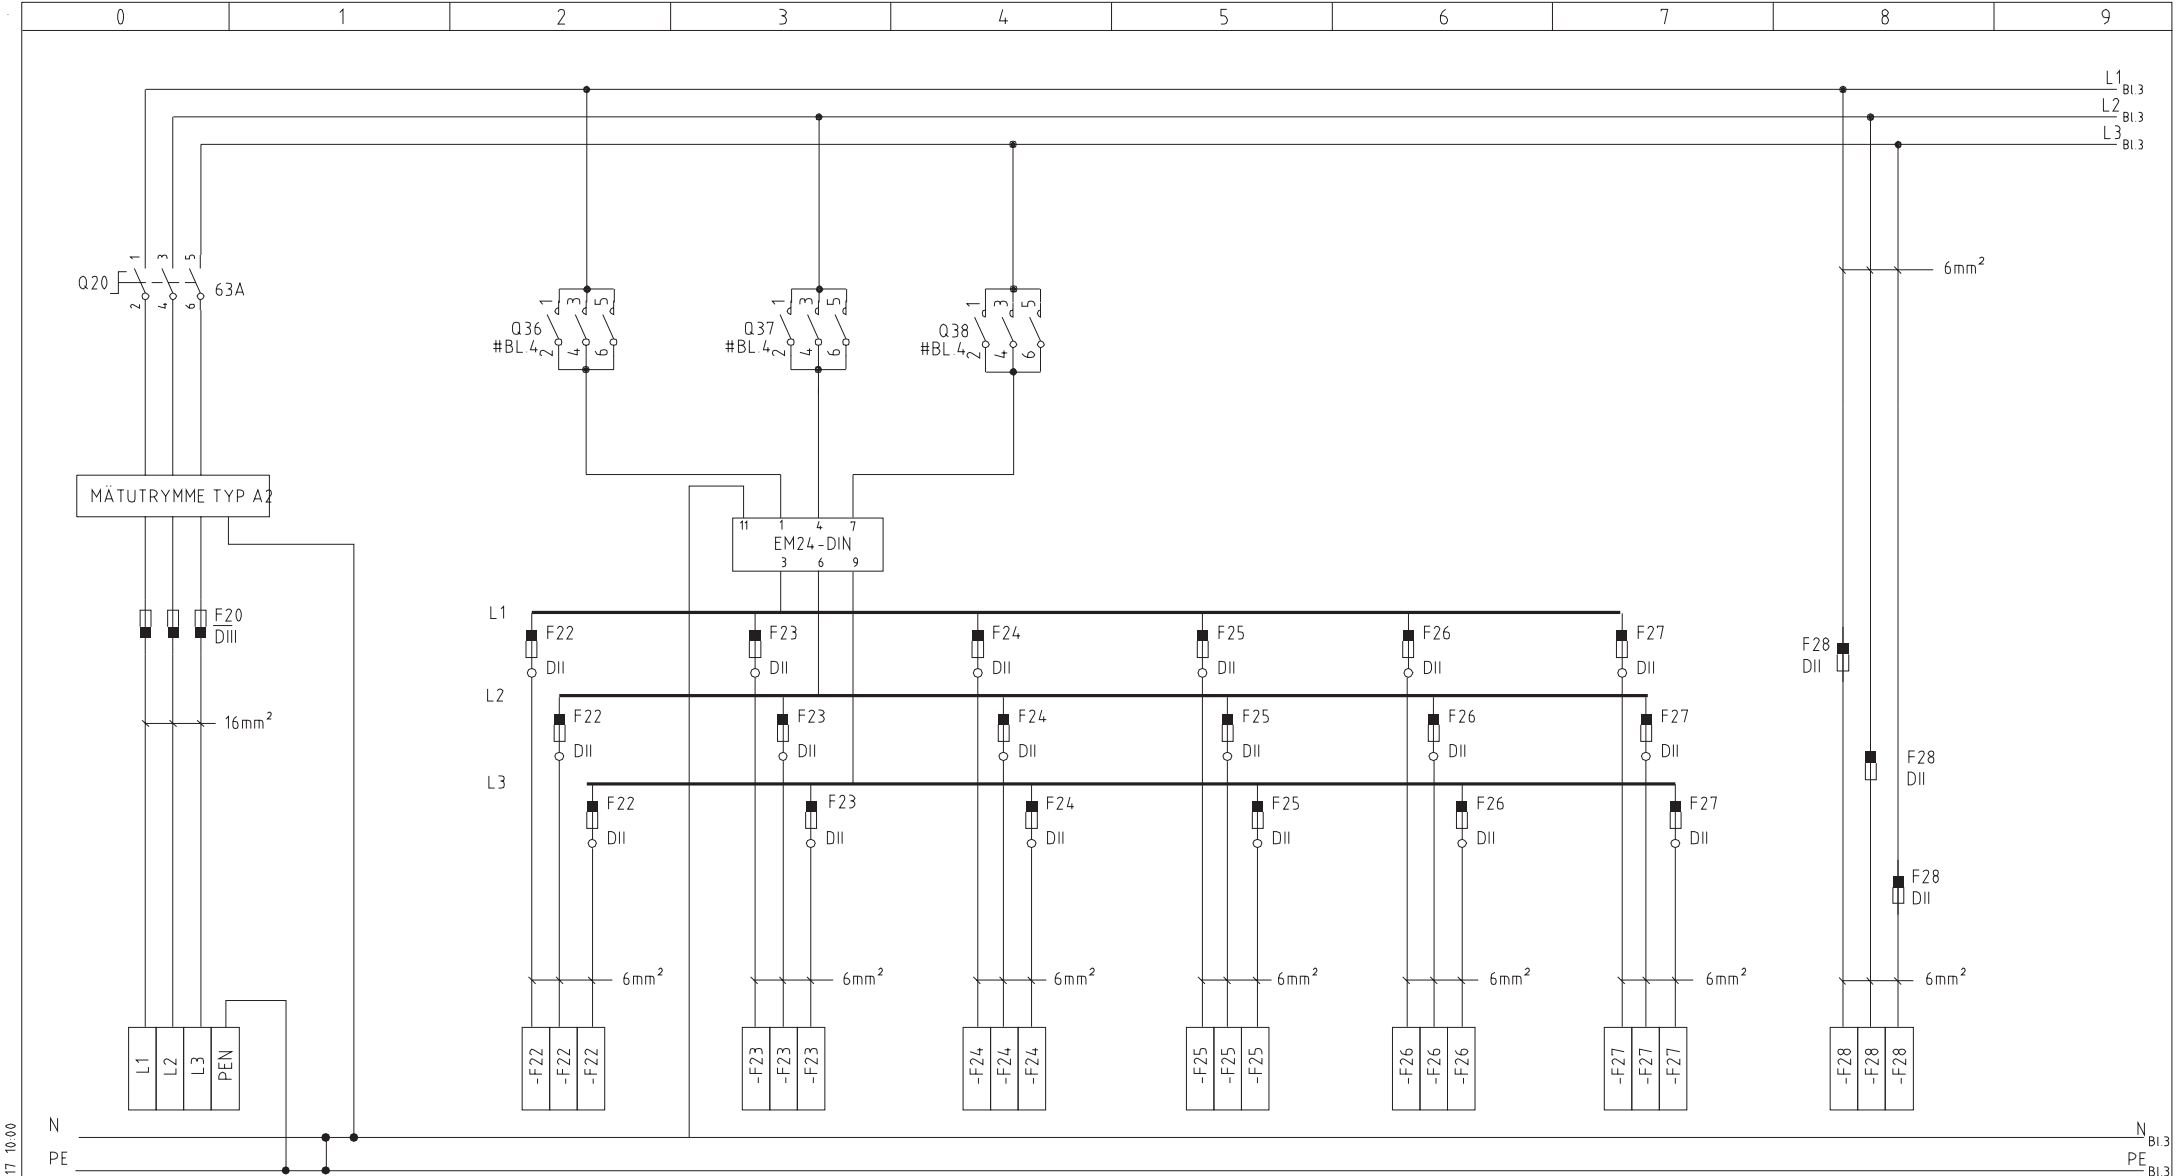 0 1 2 3 4 5 6 7 8 9
L1 Bl.3
L2 Bl.3
L3 Bl.3
1 3 5
Q20 63A
2 4 6
6mm²
1 3 5 1 3 5 1 3 5
Q36 Q37 Q38
#BL.4 #BL.4 #BL.4
2 4 6 2 4 6 2 4 6
MÄTUTRYMME TYP A2
11 1 4 7
EM24-DIN
3 6 9
L1
F20
DIII
F22 F23 F24 F25 F26 F27
DII DII DII DII DII DII
F28
DII
L2
F22 F23 F24 F25 F26 F27
DII DII DII DII DII DII
16mm²
F28
DII
L3
F22 F23 F24 F25 F26 F27
DII DII DII DII DII DII
F28
DII
6mm² 6mm² 6mm² 6mm² 6mm² 6mm² 6mm²
L1 L2 L3 PEN
-F22 -F22 -F22
-F23 -F23 -F23
-F24 -F24 -F24
-F25 -F25 -F25
-F26 -F26 -F26
-F27 -F27 -F27
-F28 -F28 -F28
N N Bl.3
PE PE Bl.3
17 10:00